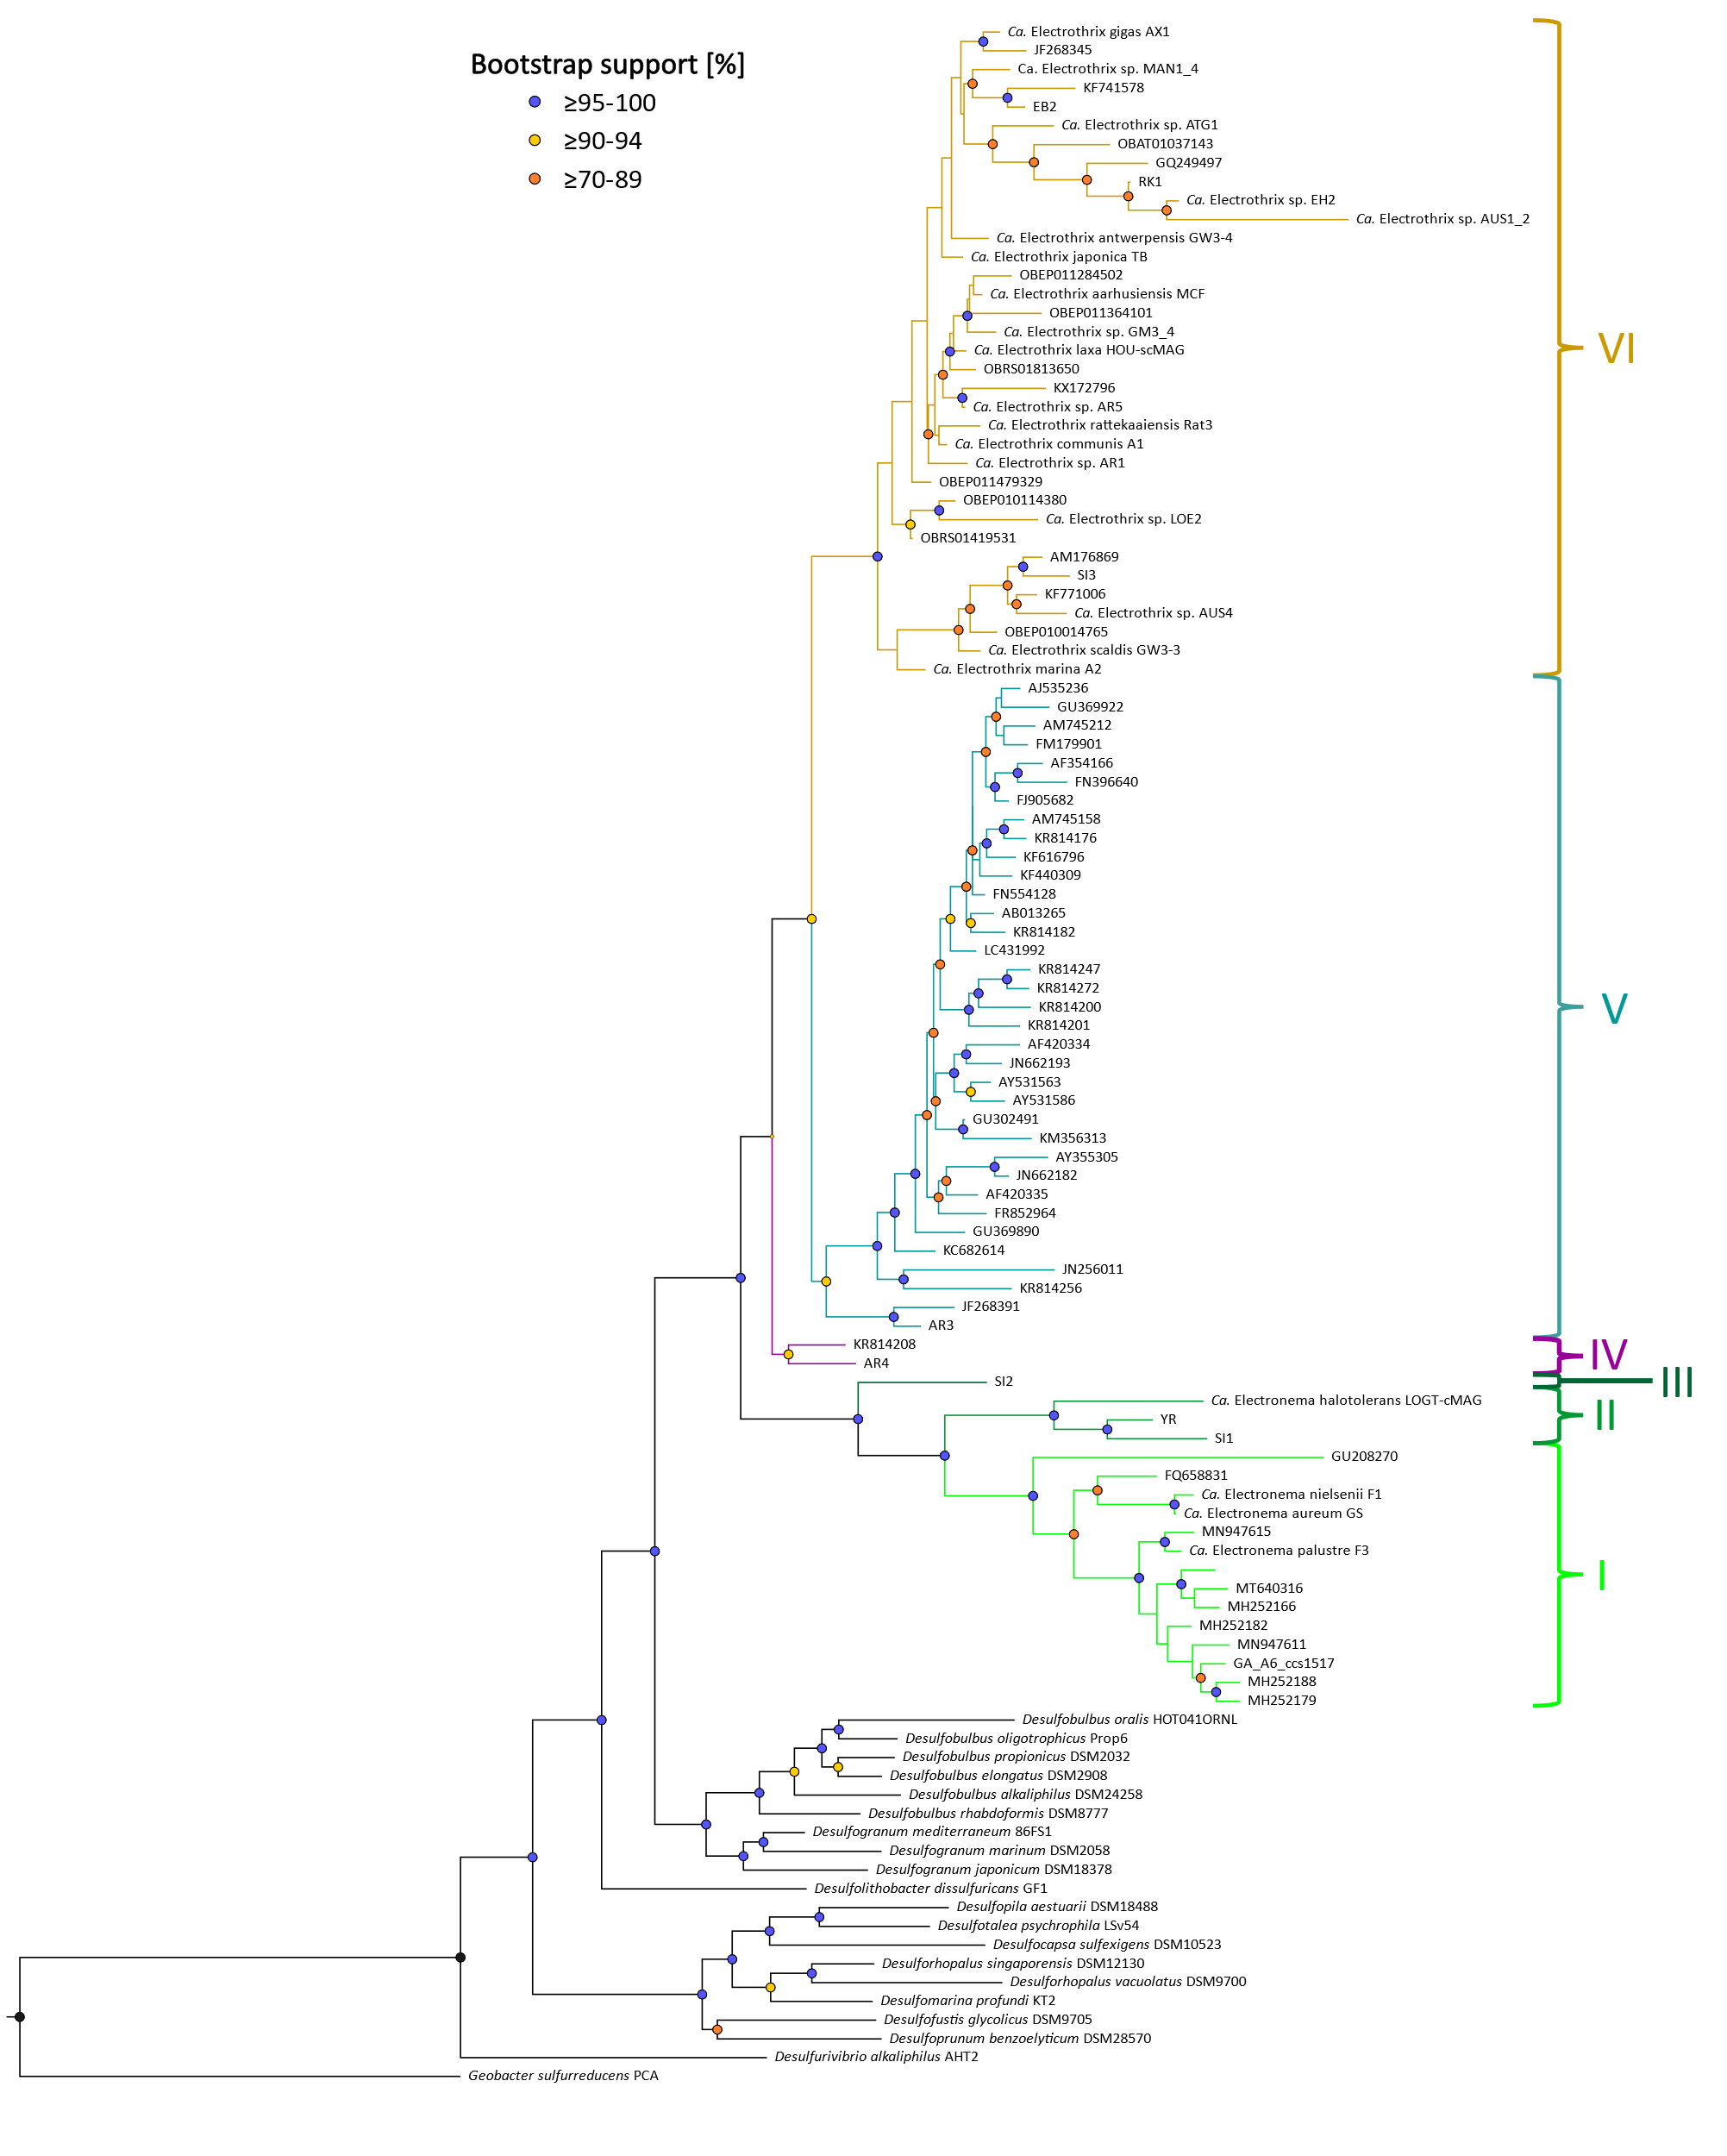 Bootstrap support [%]
≥95-100
≥90-94
≥70-89
Ca. Electrothrix gigas AX1
JF268345
Ca. Electrothrix sp. MAN1_4
KF741578
EB2
Ca. Electrothrix sp. ATG1
OBAT01037143
GQ249497
RK1
Ca. Electrothrix sp. EH2
Ca. Electrothrix sp. AUS1_2
Ca. Electrothrix antwerpensis GW3-4
Ca. Electrothrix japonica TB
OBEP011284502
Ca. Electrothrix aarhusiensis MCF
OBEP011364101
Ca. Electrothrix sp. GM3_4
Ca. Electrothrix laxa HOU-scMAG
VI
OBRS01813650
KX172796
Ca. Electrothrix sp. AR5
Ca. Electrothrix rattekaaiensis Rat3
Ca. Electrothrix communis A1
Ca. Electrothrix sp. AR1
OBEP011479329
OBEP010114380
Ca. Electrothrix sp. LOE2
OBRS01419531
AM176869
SI3
KF771006
Ca. Electrothrix sp. AUS4
OBEP010014765
Ca. Electrothrix scaldis GW3-3
Ca. Electrothrix marina A2
AJ535236
GU369922
AM745212
FM179901
AF354166
FN396640
FJ905682
AM745158
KR814176
KF616796
KF440309
FN554128
AB013265
KR814182
LC431992
KR814247
KR814272
KR814200
V
KR814201
AF420334
JN662193
AY531563
AY531586
GU302491
KM356313
AY355305
JN662182
AF420335
FR852964
GU369890
KC682614
JN256011
KR814256
JF268391
AR3
KR814208
IV
AR4
SI2
III
Ca. Electronema halotolerans LOGT-cMAG
II
YR
SI1
GU208270
FQ658831
Ca. Electronema nielsenii F1
Ca. Electronema aureum GS
MN947615
Ca. Electronema palustre F3
I
MT640316
MH252166
MH252182
MN947611
GA_A6_ccs1517
MH252188
MH252179
Desulfobulbus oralis HOT041ORNL
Desulfobulbus oligotrophicus Prop6
Desulfobulbus propionicus DSM2032
Desulfobulbus elongatus DSM2908
Desulfobulbus alkaliphilus DSM24258
Desulfobulbus rhabdoformis DSM8777
Desulfogranum mediterraneum 86FS1
Desulfogranum marinum DSM2058
Desulfogranum japonicum DSM18378
Desulfolithobacter dissulfuricans GF1
Desulfopila aestuarii DSM18488
Desulfotalea psychrophila LSv54
Desulfocapsa sulfexigens DSM10523
Desulforhopalus singaporensis DSM12130
Desulforhopalus vacuolatus DSM9700
Desulfomarina profundi KT2
Desulfofustis glycolicus DSM9705
Desulfoprunum benzoelyticum DSM28570
Desulfurivibrio alkaliphilus AHT2
Geobacter sulfurreducens PCA